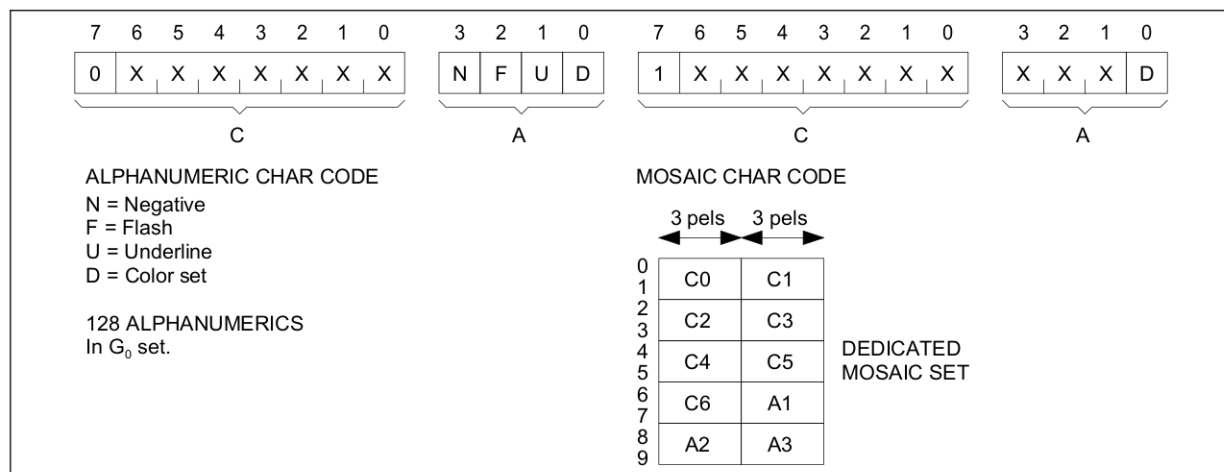 7 6 5 4 3 2 1 0 3 2 1 0 7 6 5 4 3 2 1 0 3 2 1 0
0 X X X X X X X N F U D 1 X X X X X X X X X X D
C A C A
ALPHANUMERIC CHAR CODE
N = Negative
F = Flash
U = Underline
D = Color set
128 ALPHANUMERICS
In G₀ set.
MOSAIC CHAR CODE
3 pels 3 pels
0
1
C0 C1
2
3
C2 C3
4
5
C4 C5
6
7
C6 A1
8
9
A2 A3
DEDICATED
MOSAIC SET